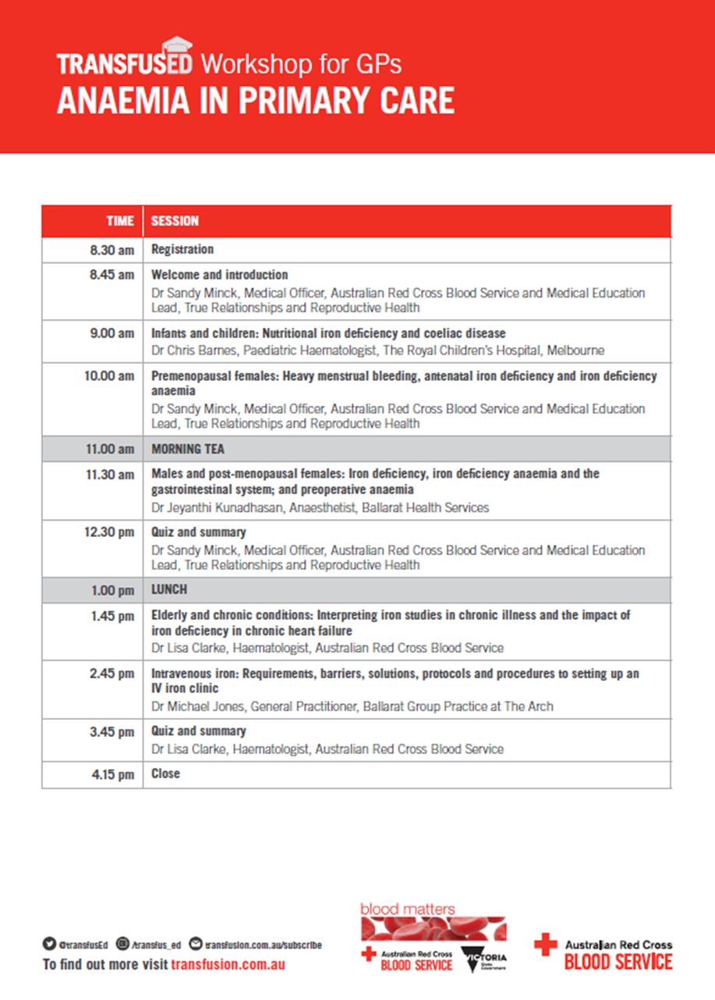 TRANSFUSED Workshop for GPs
ANAEMIA IN PRIMARY CARE
TIME SESSION
8.30 am Registration
8.45 am Welcome and introduction
Dr Sandy Minck, Medical Officer, Australian Red Cross Blood Service and Medical Education
Lead, True Relationships and Reproductive Health
9.00 am Infants and children: Nutritional iron deficiency and coeliac disease
Dr Chris Barnes, Paediatric Haematologist, The Royal Children's Hospital, Melbourne
10.00 am Premenopausal females: Heavy menstrual bleeding, antenatal iron deficiency and iron deficiency
anaemia
Dr Sandy Minck, Medical Officer, Australian Red Cross Blood Service and Medical Education
Lead, True Relationships and Reproductive Health
11.00 am MORNING TEA
11.30 am Males and post-menopausal females: Iron deficiency, iron deficiency anaemia and the
gastrointestinal system; and preoperative anaemia
Dr Jeyanthi Kunadhasan, Anaesthetist, Ballarat Health Services
12.30 pm Quiz and summary
Dr Sandy Minck, Medical Officer, Australian Red Cross Blood Service and Medical Education
Lead, True Relationships and Reproductive Health
1.00 pm LUNCH
1.45 pm Elderly and chronic conditions: Interpreting iron studies in chronic illness and the impact of
iron deficiency in chronic heart failure
Dr Lisa Clarke, Haematologist, Australian Red Cross Blood Service
2.45 pm Intravenous iron: Requirements, barriers, solutions, protocols and procedures to setting up an
IV iron clinic
Dr Michael Jones, General Practitioner, Ballarat Group Practice at The Arch
3.45 pm Quiz and summary
Dr Lisa Clarke, Haematologist, Australian Red Cross Blood Service
4.15 pm Close
@transfusEd /transfus_ed transfusion.com.au/subscribe
To find out more visit transfusion.com.au
blood matters
Australian Red Cross
BLOOD SERVICE
VICTORIA
State
Government
Australian Red Cross
BLOOD SERVICE